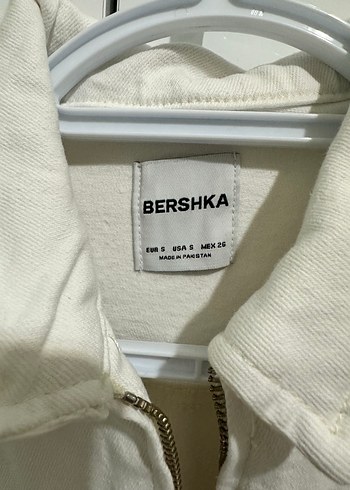 BERSHKA
EUR S USA S MEX 26
MADE IN PAKISTAN